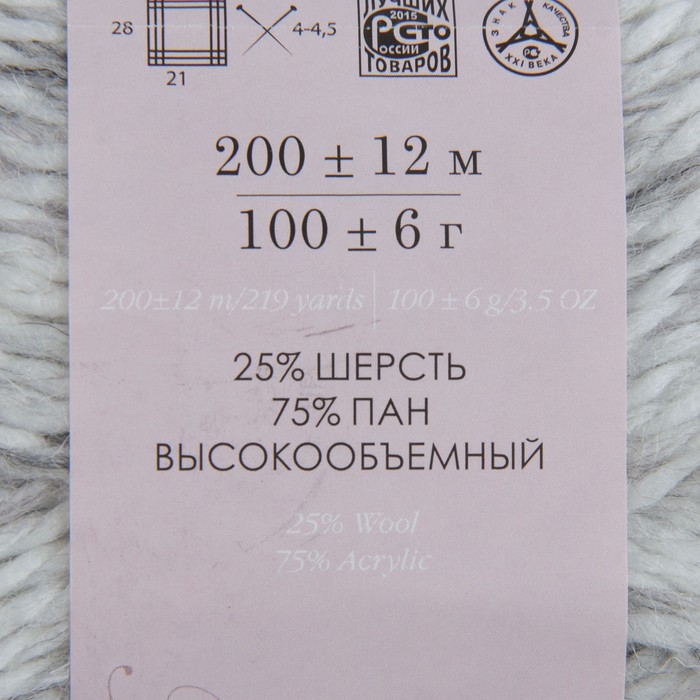 28
4-4,5
21
ЛУЧШИХ
2015
СТО
РОССИИ
ТОВАРОВ
ЗНАК КАЧЕСТВА
XXI ВЕКА
200 ± 12 м
100 ± 6 г
200±12 m/219 yards | 100 ± 6 g/3.5 OZ
25% ШЕРСТЬ
75% ПАН
ВЫСОКООБЪЕМНЫЙ
25% Wool
75% Acrylic